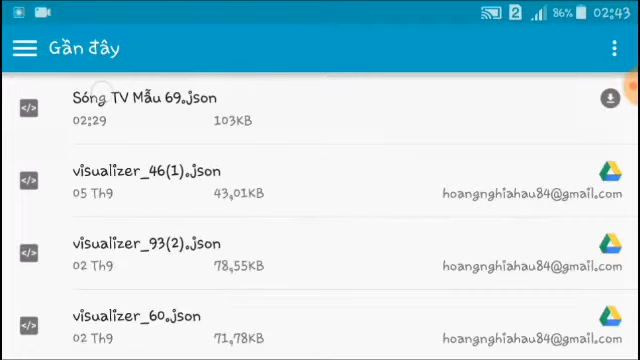 2 86% 02:43
Gần đây
Sóng TV Mẫu 69.json
02:29 103KB
visualizer_46(1).json
05 Th9 43,01KB hoangnghiahau84@gmail.com
visualizer_93(2).json
02 Th9 78,55KB hoangnghiahau84@gmail.com
visualizer_60.json
02 Th9 71,78KB hoangnghiahau84@gmail.com